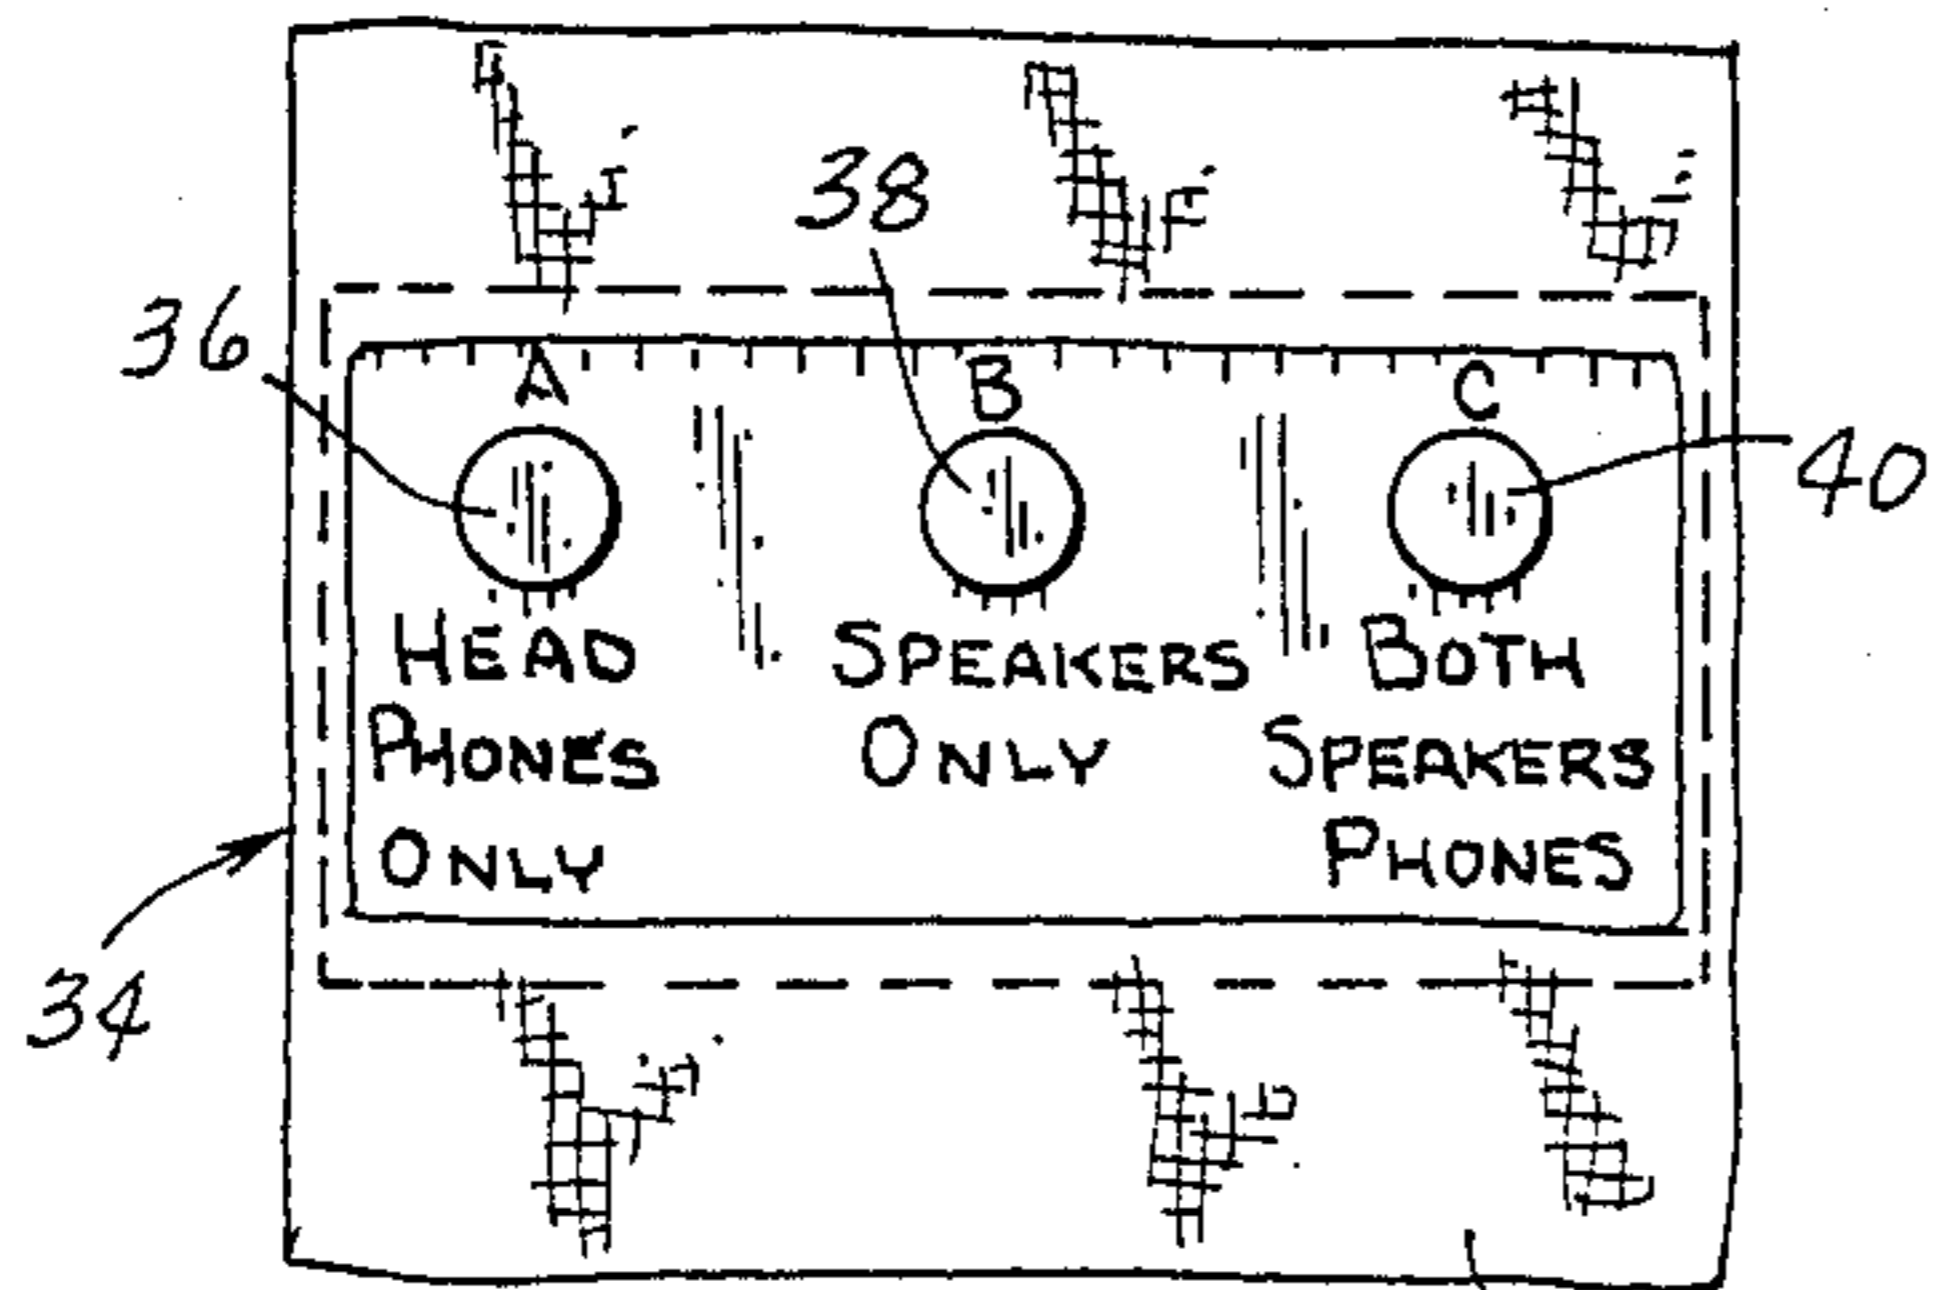 38
36
A B C
40
HEAD PHONES ONLY
SPEAKERS ONLY
BOTH SPEAKERS PHONES
34